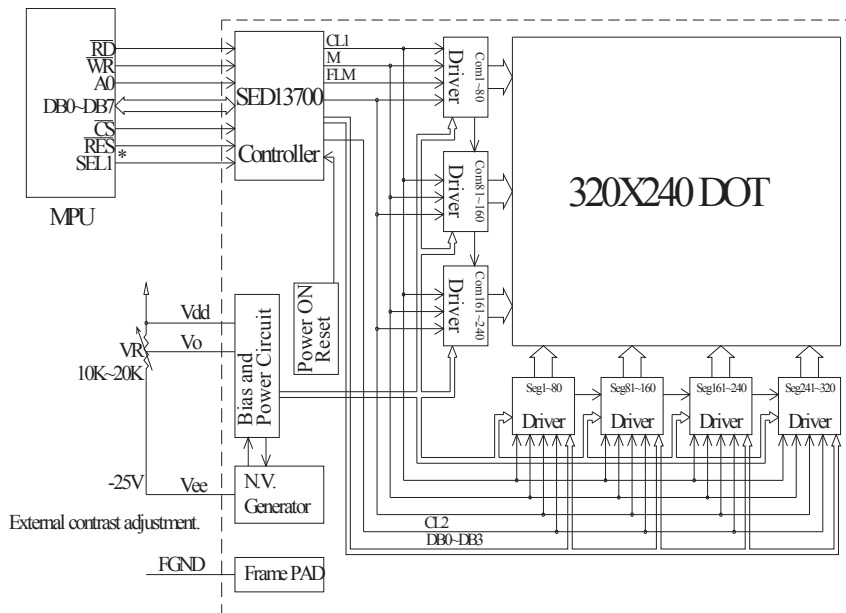 RD
WR
A0
DB0~DB7
CS
RES
SEL1 *
MPU
SED13700
Controller
CL1
M
FLM
Driver
Com1~80
Driver
Com81~160
Driver
Com161~240
320X240 DOT
Power ON
Reset
Vdd
Vo
VR
10K~20K
-25V
Vee
External contrast adjustment.
Bias and
Power Circuit
N.V.
Generator
FGND
Frame PAD
Seg1~80
Driver
Seg81~160
Driver
Seg161~240
Driver
Seg241~320
Driver
CL2
DB0~DB3